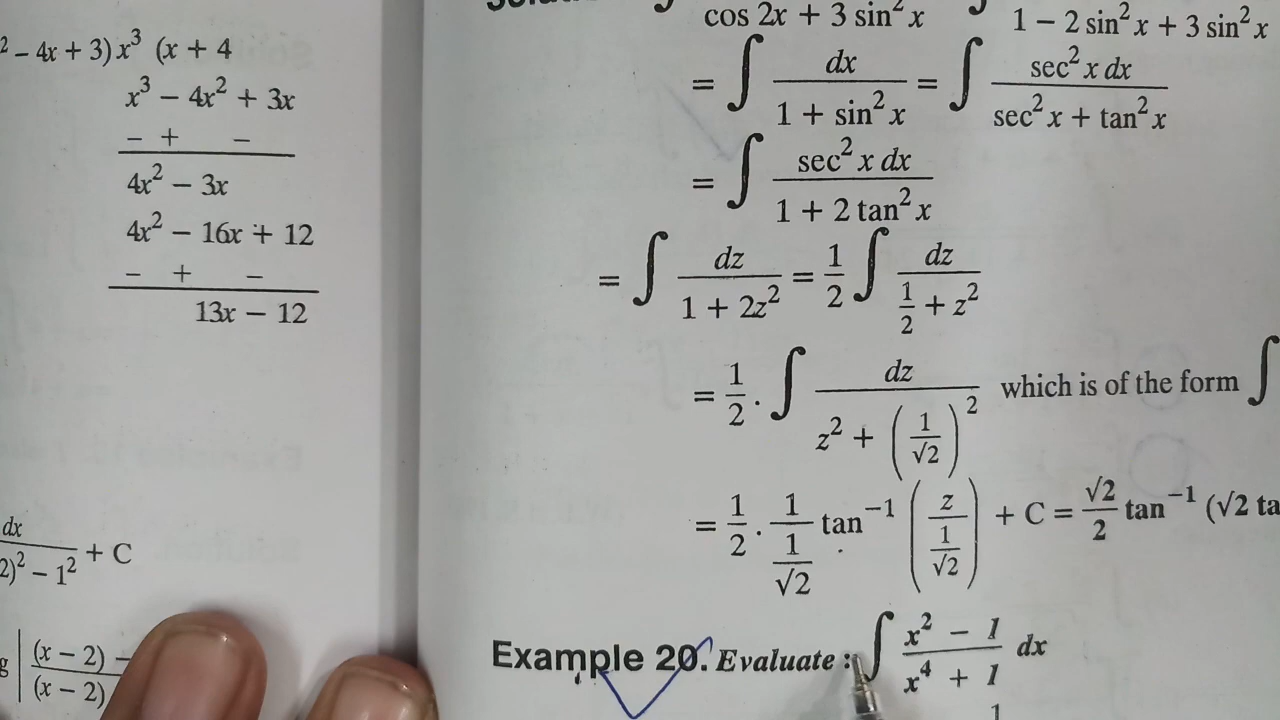 ² – 4x + 3) x³ (x + 4
x³ – 4x² + 3x
– + –
4x² – 3x
4x² – 16x + 12
– + –
13x – 12
dx
2)² – 1² + C
(x – 2) –
(x – 2)
cos 2x + 3 sin² x
1 – 2 sin² x + 3 sin² x
= ∫ dx / (1 + sin² x) = ∫ sec² x dx / (sec² x + tan² x)
= ∫ sec² x dx / (1 + 2 tan² x)
= ∫ dz / (1 + 2z²) = 1/2 ∫ dz / (1/2 + z²)
= 1/2 . ∫ dz / (z² + (1/√2)²) which is of the form ∫
= 1/2 . 1/(1/√2) tan⁻¹ (z/(1/√2)) + C = √2/2 tan⁻¹ (√2 ta
Example 20. Evaluate : ∫ (x² – 1)/(x⁴ + 1) dx
1